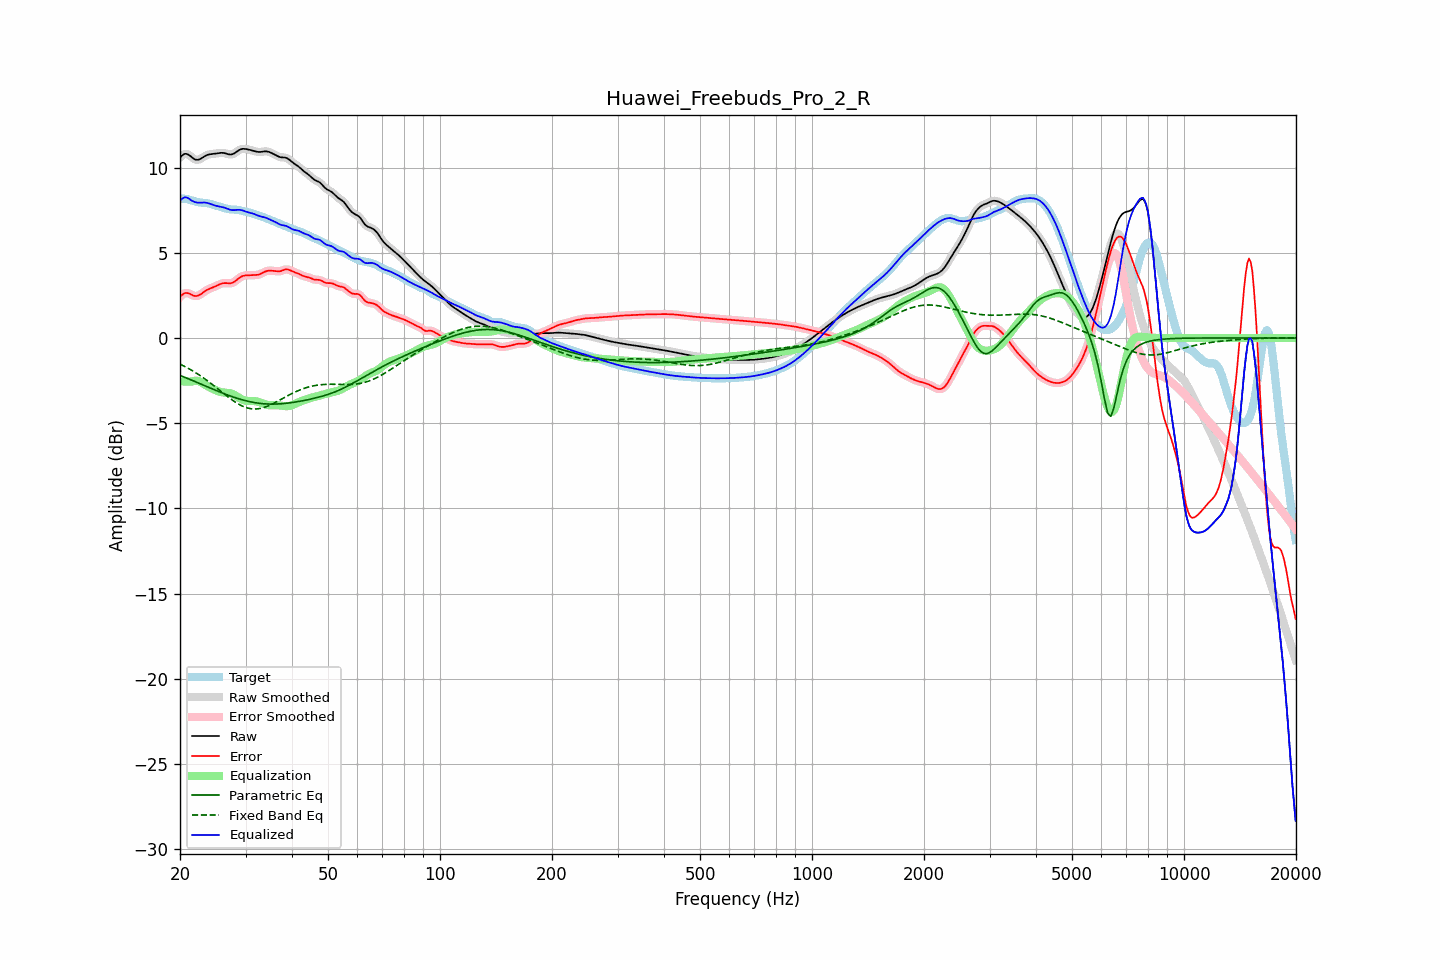 Huawei_Freebuds_Pro_2_R
10
5
0
−5
−10
−15
−20
−25
−30
Amplitude (dBr)
Target
Raw Smoothed
Error Smoothed
Raw
Error
Equalization
Parametric Eq
Fixed Band Eq
Equalized
20 50 100 200 500 1000 2000 5000 10000 20000
Frequency (Hz)